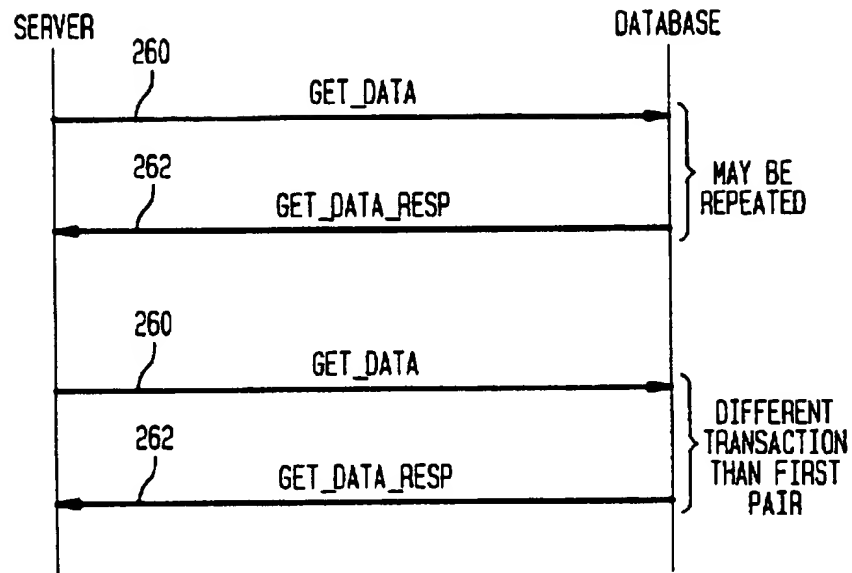 SERVER
DATABASE
260
GET_DATA
262
GET_DATA_RESP
MAY BE
REPEATED
260
GET_DATA
262
GET_DATA_RESP
DIFFERENT
TRANSACTION
THAN FIRST
PAIR